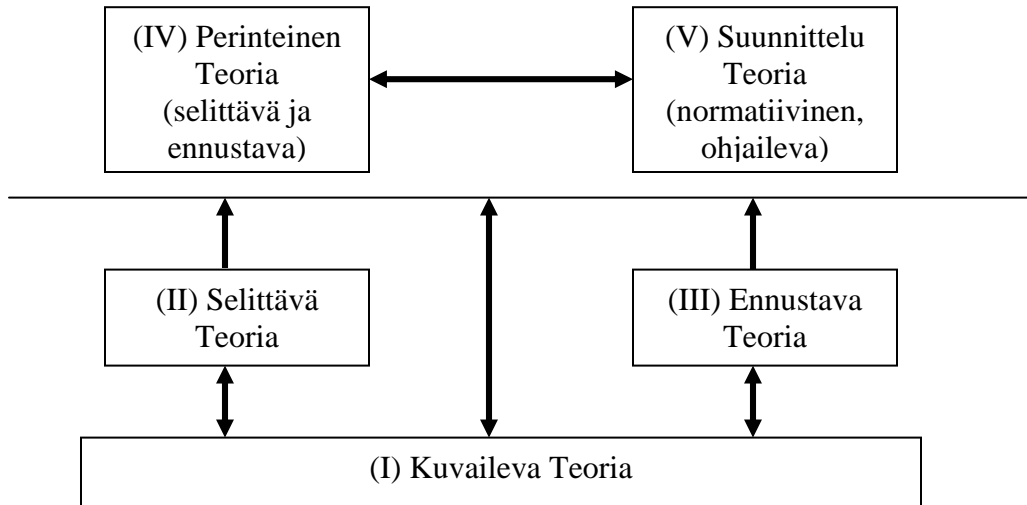 (IV) Perinteinen
Teoria
(selittävä ja
ennustava)
(V) Suunnittelu
Teoria
(normatiivinen,
ohjaileva)
(II) Selittävä
Teoria
(III) Ennustava
Teoria
(I) Kuvaileva Teoria